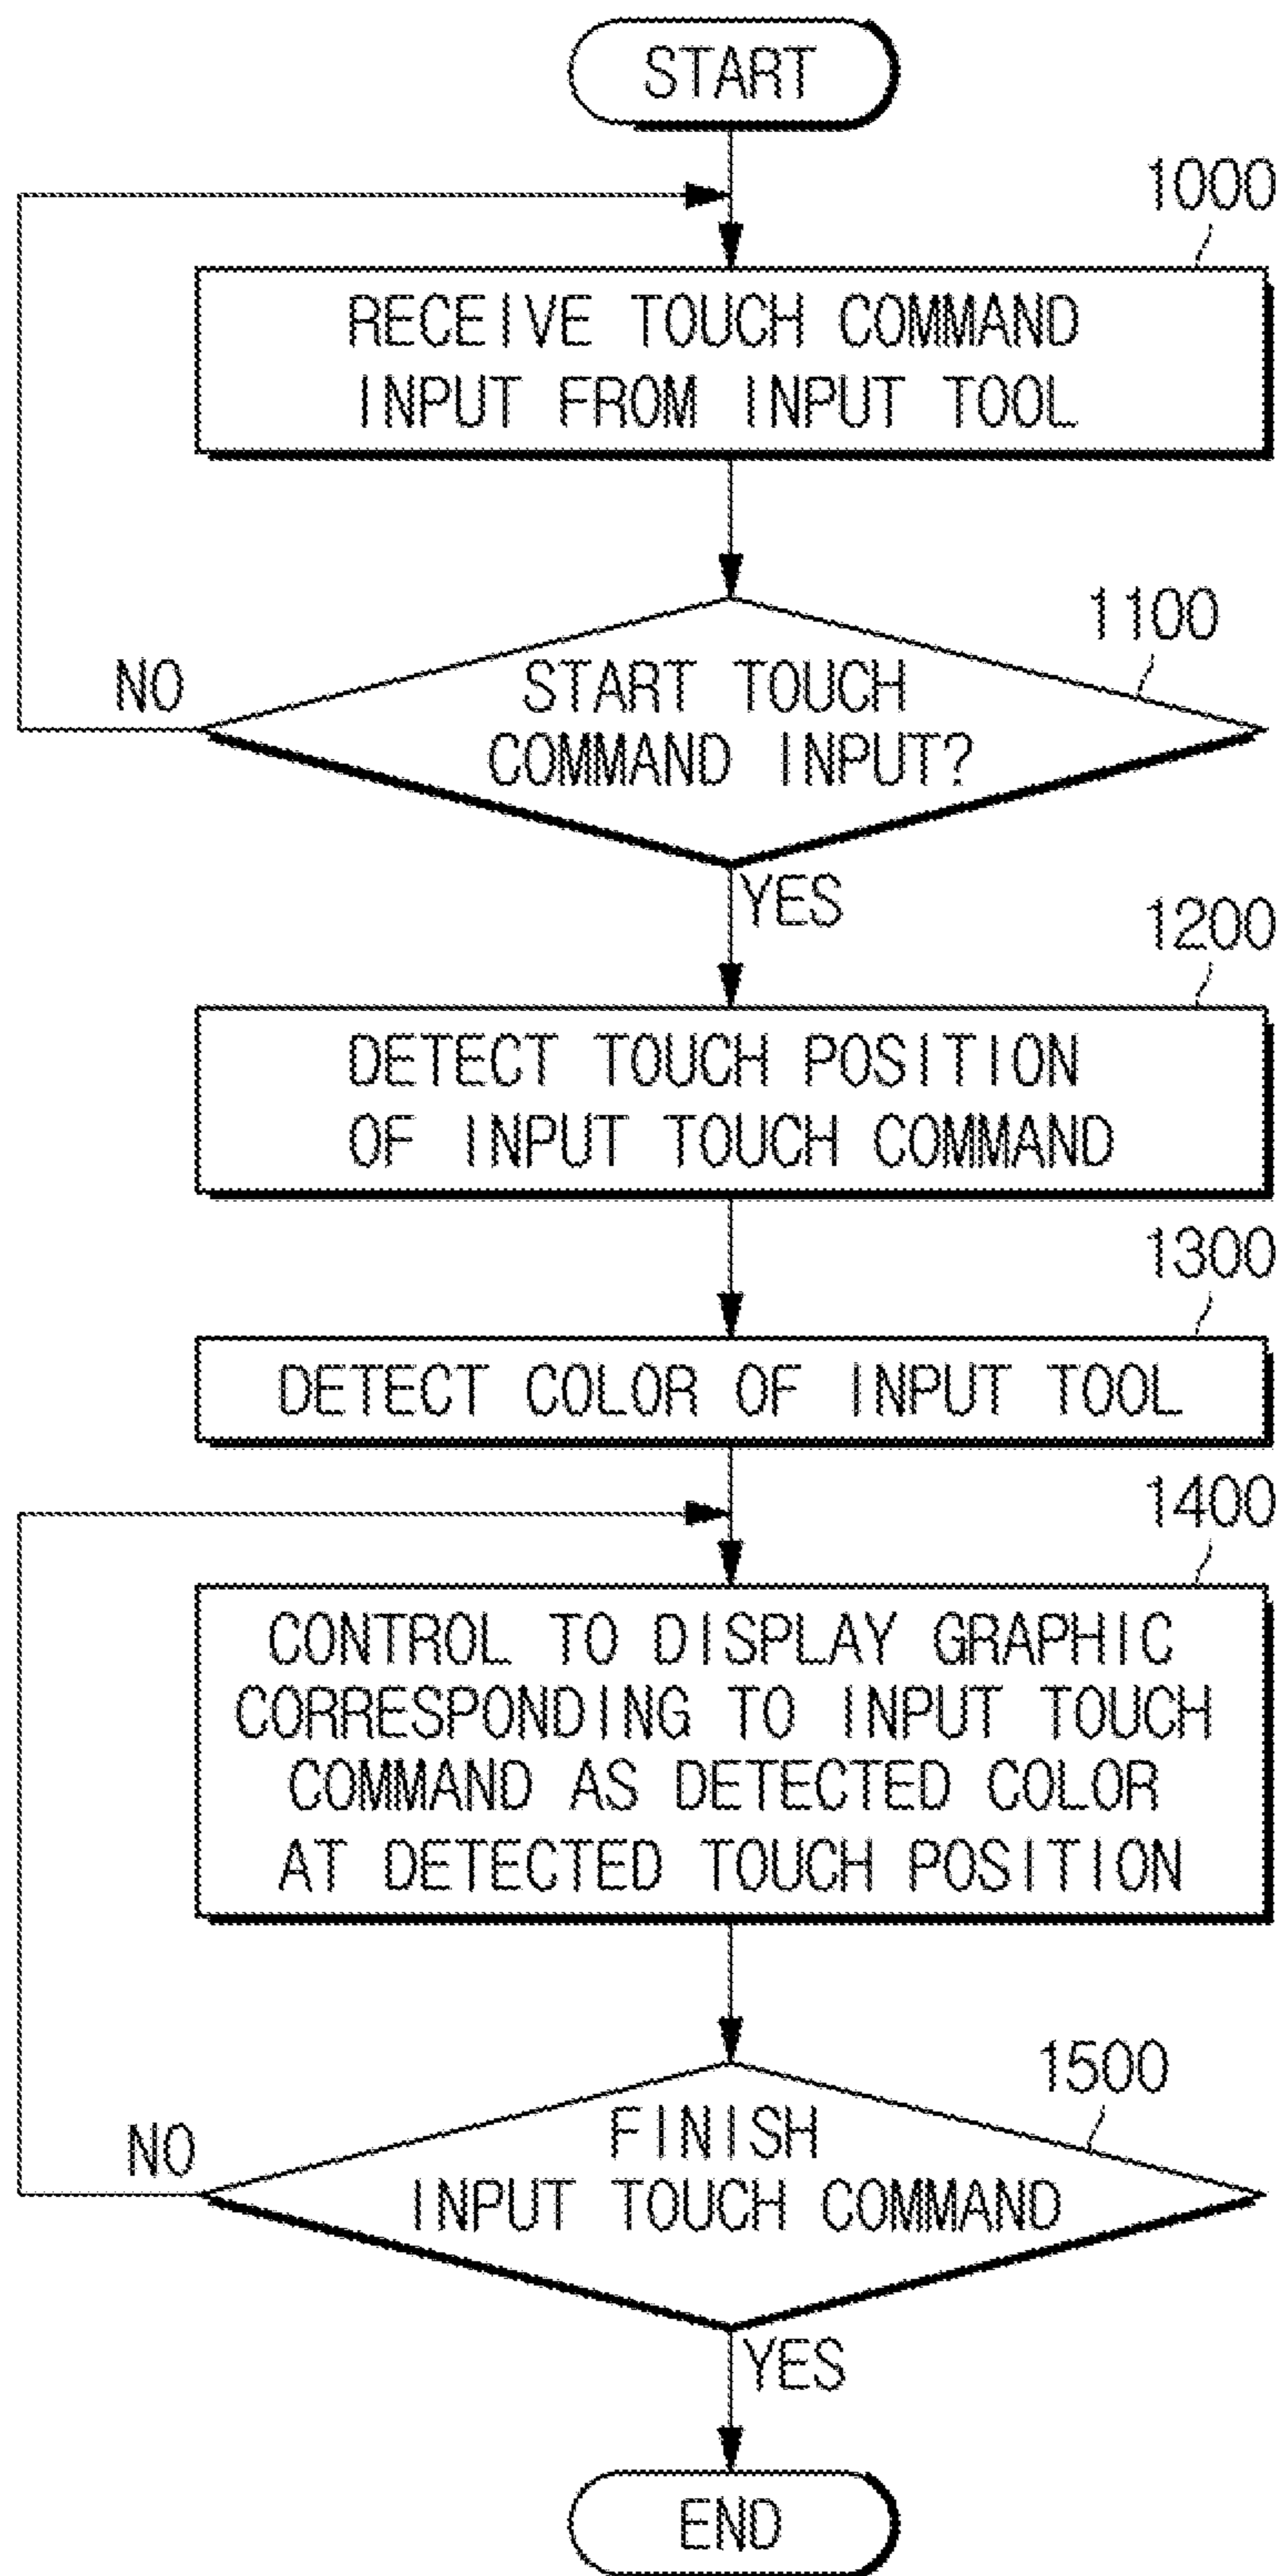 START
1000
RECEIVE TOUCH COMMAND
INPUT FROM INPUT TOOL
1100
NO
START TOUCH
COMMAND INPUT?
YES
1200
DETECT TOUCH POSITION
OF INPUT TOUCH COMMAND
1300
DETECT COLOR OF INPUT TOOL
1400
CONTROL TO DISPLAY GRAPHIC
CORRESPONDING TO INPUT TOUCH
COMMAND AS DETECTED COLOR
AT DETECTED TOUCH POSITION
1500
NO
FINISH
INPUT TOUCH COMMAND
YES
END